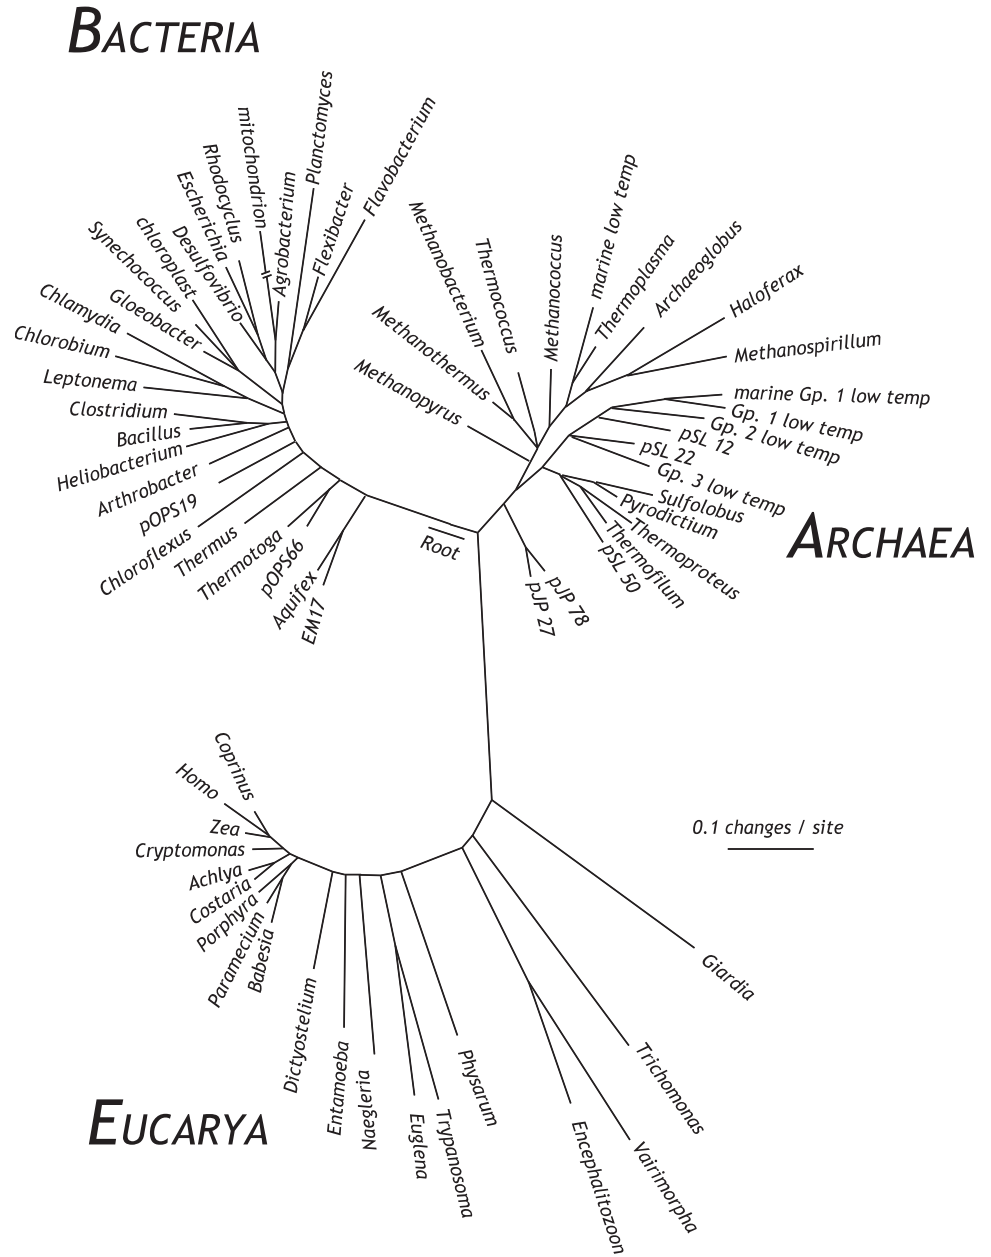 BACTERIA
Planctomyces
Flavobacterium
mitochondrion
Rhodocyclus
Escherichia
Agrobacterium
Flexibacter
Desulfovibrio
chloroplast
Synechococcus
Gloeobacter
Chlamydia
Chlorobium
Leptonema
Clostridium
Bacillus
Heliobacterium
Arthrobacter
pOPS19
Chloroflexus
Thermus
Thermotoga
pOPS66
Aquifex
EM17
Root
Methanopyrus
Methanothermus
Methanobacterium
Thermococcus
Methanococcus
marine low temp
Thermoplasma
Archaeoglobus
Haloferax
Methanospirillum
marine Gp. 1 low temp
Gp. 1 low temp
Gp. 2 low temp
pSL 12
pSL 22
Gp. 3 low temp
Sulfolobus
Pyrodictium
Thermoproteus
Thermofilum
pSL 50
pJP 78
pJP 27
ARCHAEA
Coprinus
Homo
Zea
Cryptomonas
Achlya
Costaria
Porphyra
Paramecium
Babesia
Dictyostelium
Entamoeba
Naegleria
Euglena
Trypanosoma
Physarum
Encephalitozoon
Vairimorpha
Trichomonas
Giardia
0.1 changes / site
EUCARYA